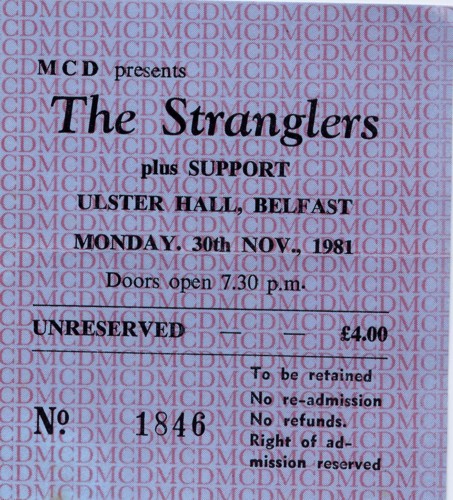 MCD presents
The Stranglers
plus SUPPORT
ULSTER HALL, BELFAST
MONDAY. 30th NOV., 1981
Doors open 7.30 p.m.
UNRESERVED — — £4.00
To be retained
No re-admission
No refunds.
Right of ad-
mission reserved
Nº 1846